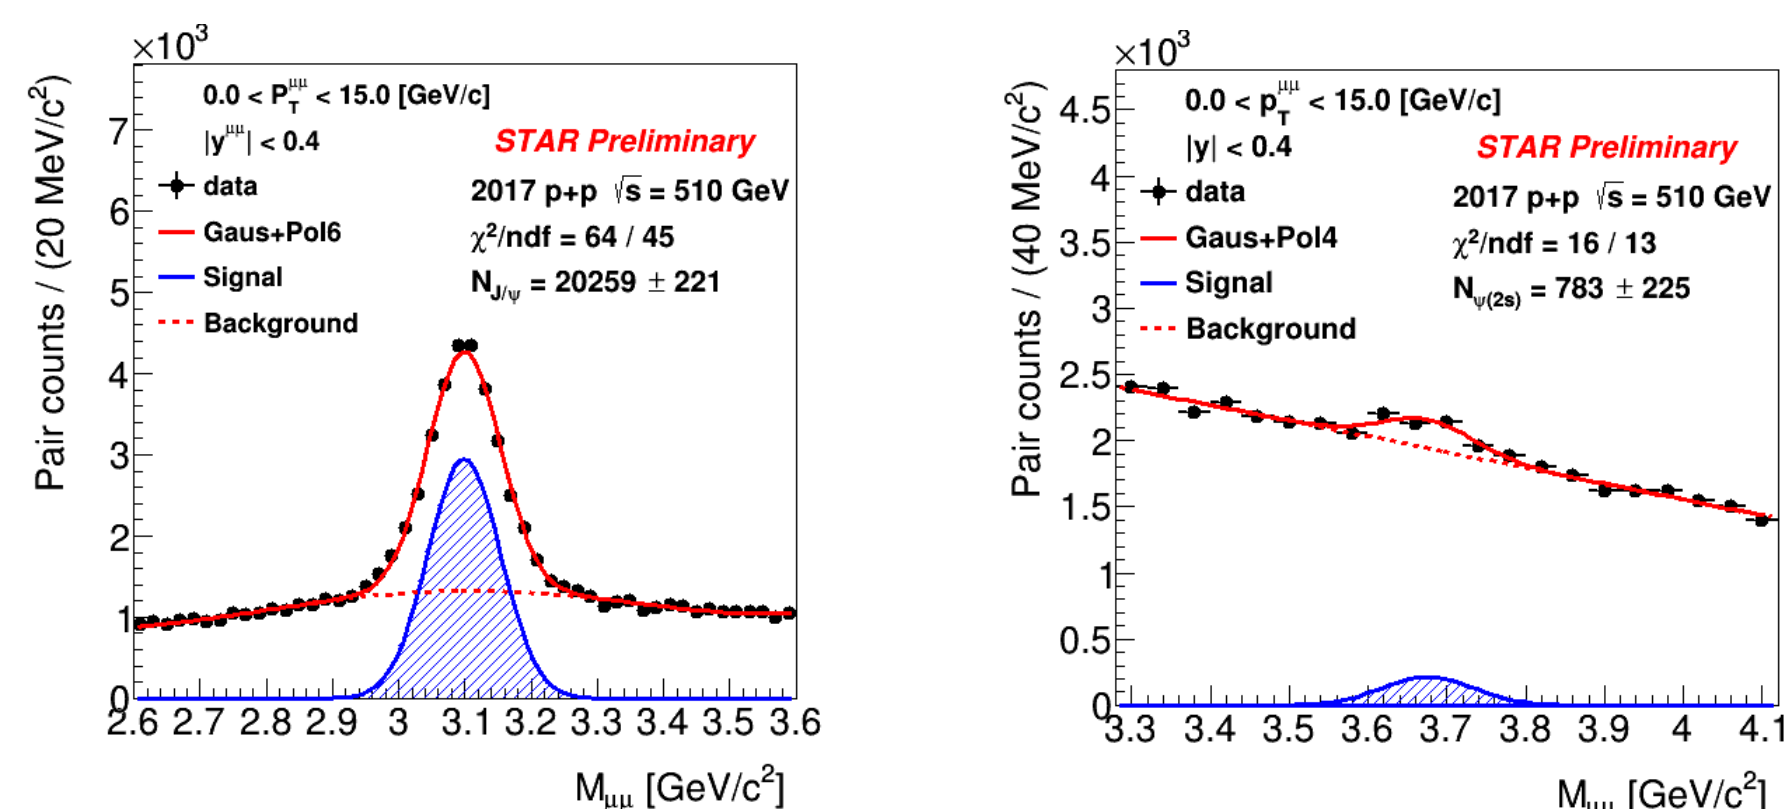 ×10³
Pair counts / (20 MeV/c²)
0.0 < P_T^μμ < 15.0 [GeV/c]
|y^μμ| < 0.4
STAR Preliminary
data
2017 p+p √s = 510 GeV
Gaus+Pol6
χ²/ndf = 64 / 45
Signal
N_J/ψ = 20259 ± 221
Background
7
6
5
4
3
2
1
0
2.6 2.7 2.8 2.9 3 3.1 3.2 3.3 3.4 3.5 3.6
M_μμ [GeV/c²]
×10³
Pair counts / (40 MeV/c²)
0.0 < p_T^μμ < 15.0 [GeV/c]
|y| < 0.4
STAR Preliminary
data
2017 p+p √s = 510 GeV
Gaus+Pol4
χ²/ndf = 16 / 13
Signal
N_ψ(2s) = 783 ± 225
Background
4.5
4
3.5
3
2.5
2
1.5
1
0.5
0
3.3 3.4 3.5 3.6 3.7 3.8 3.9 4 4.1
M_μμ [GeV/c²]